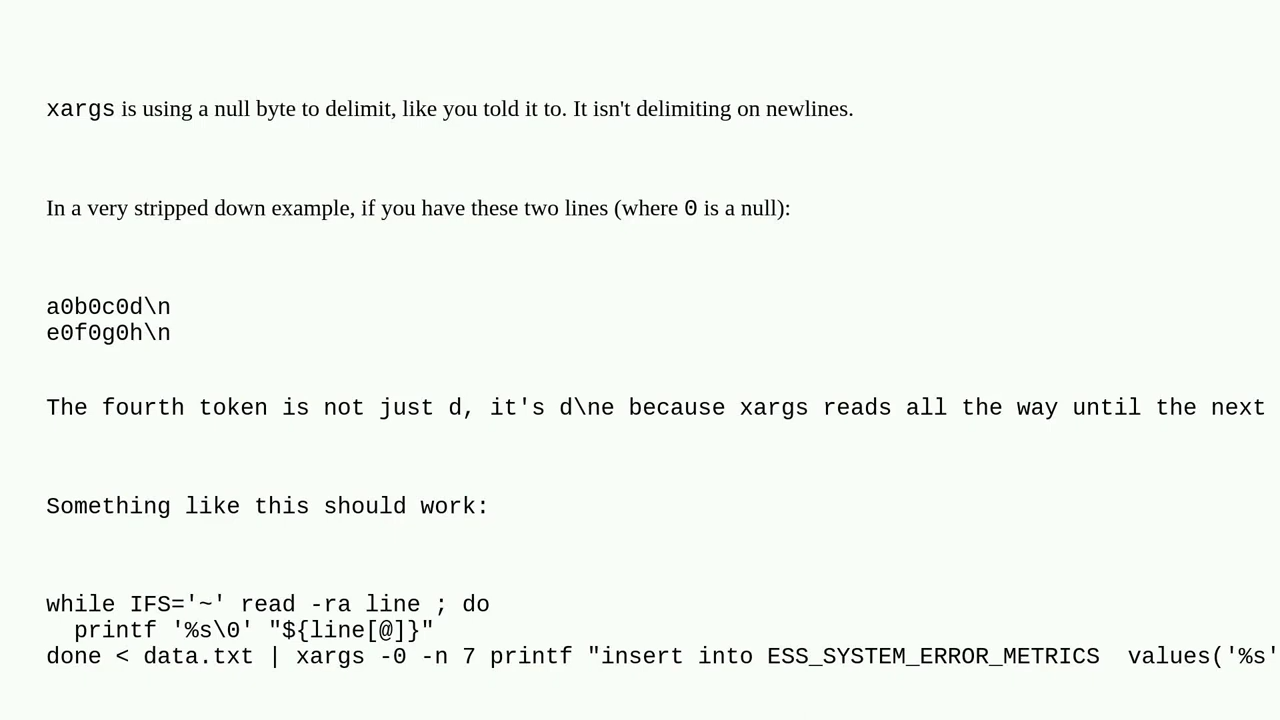 xargs is using a null byte to delimit, like you told it to. It isn't delimiting on newlines.
In a very stripped down example, if you have these two lines (where 0 is a null):
a0b0c0d\n
e0f0g0h\n
The fourth token is not just d, it's d\ne because xargs reads all the way until the next
Something like this should work:
while IFS='~' read -ra line ; do
  printf '%s\0' "${line[@]}"
done < data.txt | xargs -0 -n 7 printf "insert into ESS_SYSTEM_ERROR_METRICS  values('%s'